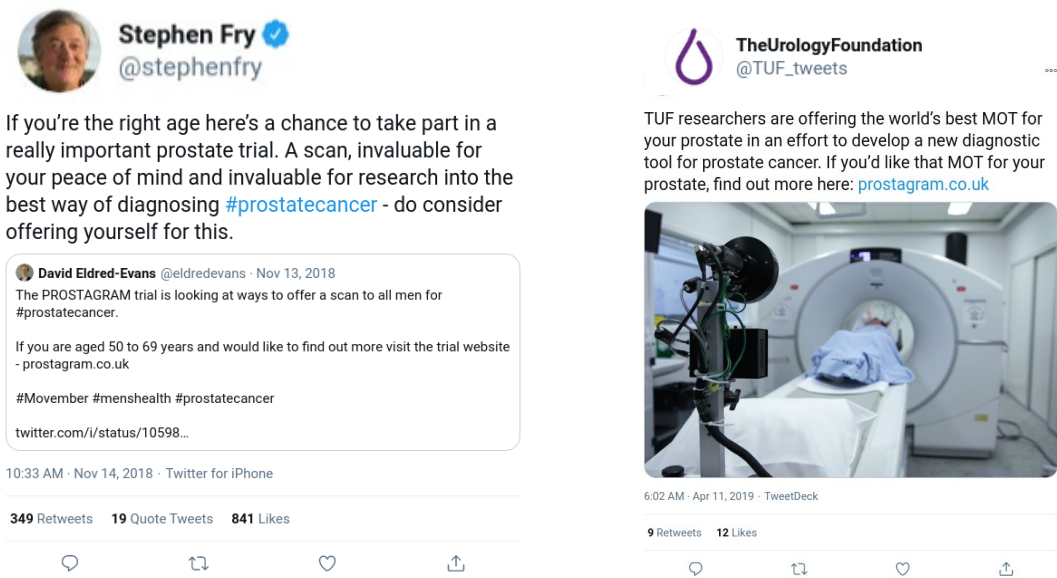 Stephen Fry
@stephenfry
If you're the right age here's a chance to take part in a
really important prostate trial. A scan, invaluable for
your peace of mind and invaluable for research into the
best way of diagnosing #prostatecancer - do consider
offering yourself for this.
David Eldred-Evans @eldredevans · Nov 13, 2018
The PROSTAGRAM trial is looking at ways to offer a scan to all men for
#prostatecancer.
If you are aged 50 to 69 years and would like to find out more visit the trial website
- prostagram.co.uk
#Movember #menshealth #prostatecancer
twitter.com/i/status/10598...
10:33 AM · Nov 14, 2018 · Twitter for iPhone
349 Retweets 19 Quote Tweets 841 Likes
TheUrologyFoundation
@TUF_tweets
TUF researchers are offering the world's best MOT for
your prostate in an effort to develop a new diagnostic
tool for prostate cancer. If you'd like that MOT for your
prostate, find out more here: prostagram.co.uk
6:02 AM · Apr 11, 2019 · TweetDeck
9 Retweets 12 Likes